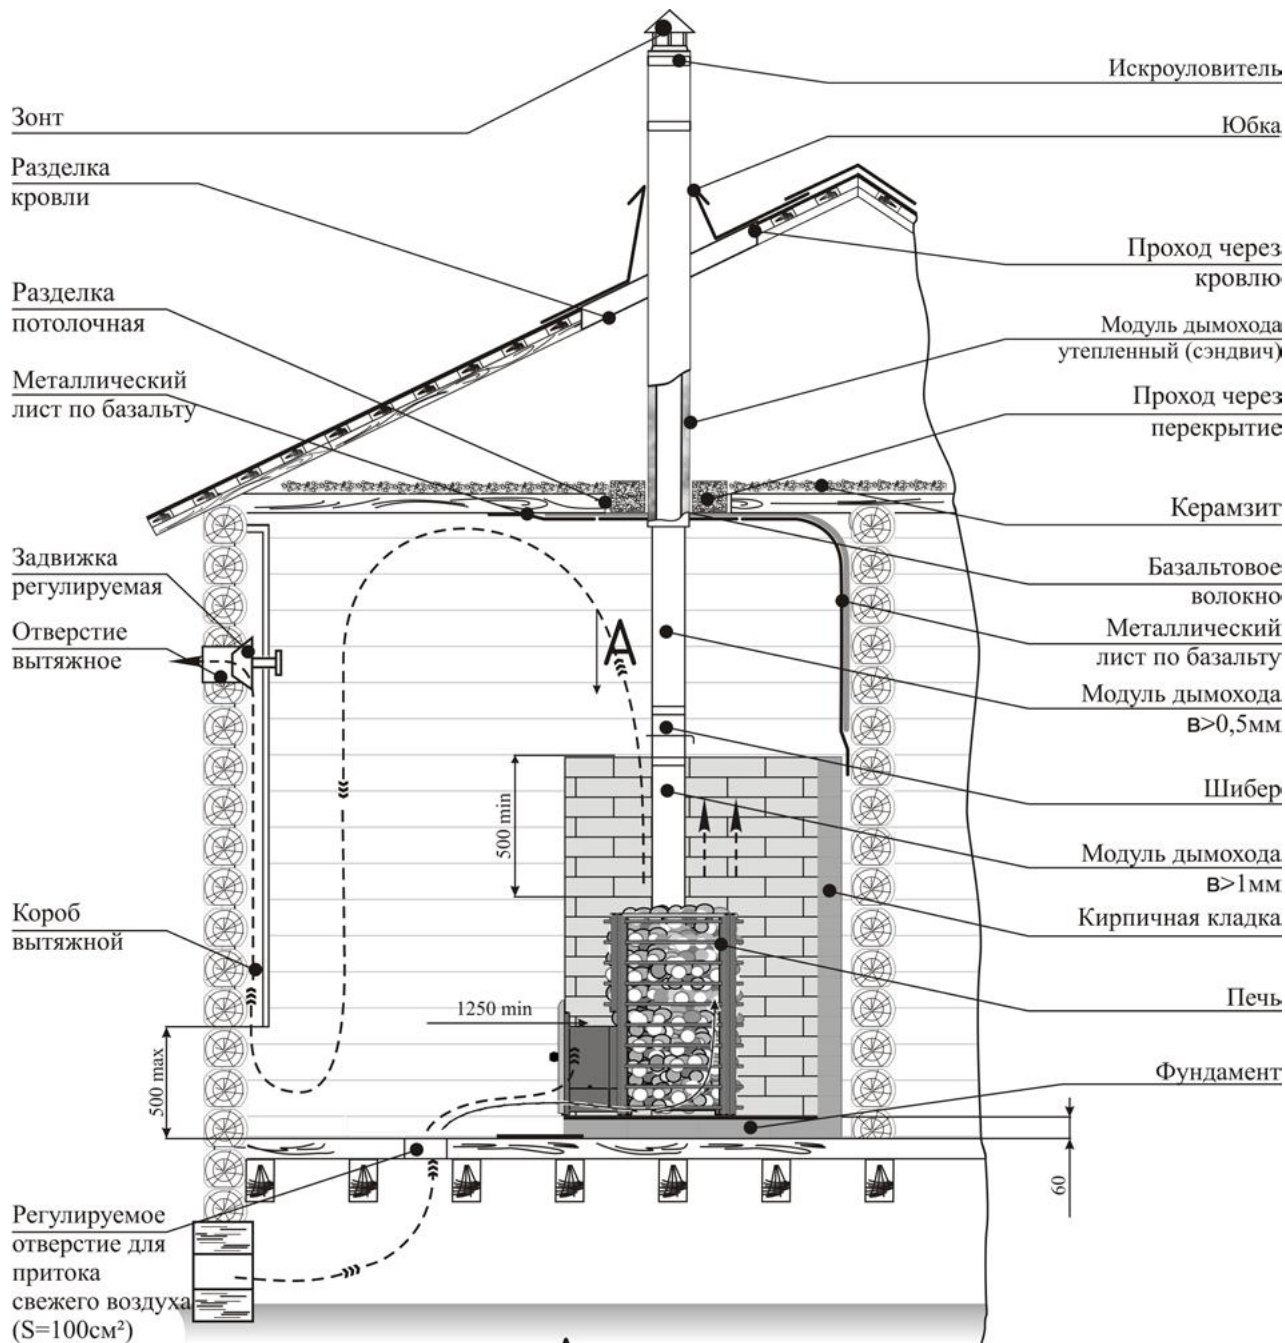 Зонт
Разделка
кровли
Разделка
потолочная
Металлический
лист по базальту
Задвижка
регулируемая
Отверстие
вытяжное
Короб
вытяжной
Регулируемое
отверстие для
притока
свежего воздуха
(S=100см²)
500 max
1250 min
500 min
А
60
Искроуловитель
Юбка
Проход через
кровлю
Модуль дымохода
утепленный (сэндвич)
Проход через
перекрытие
Керамзит
Базальтовое
волокно
Металлический
лист по базальту
Модуль дымохода
в>0,5мм
Шибер
Модуль дымохода
в>1мм
Кирпичная кладка
Печь
Фундамент